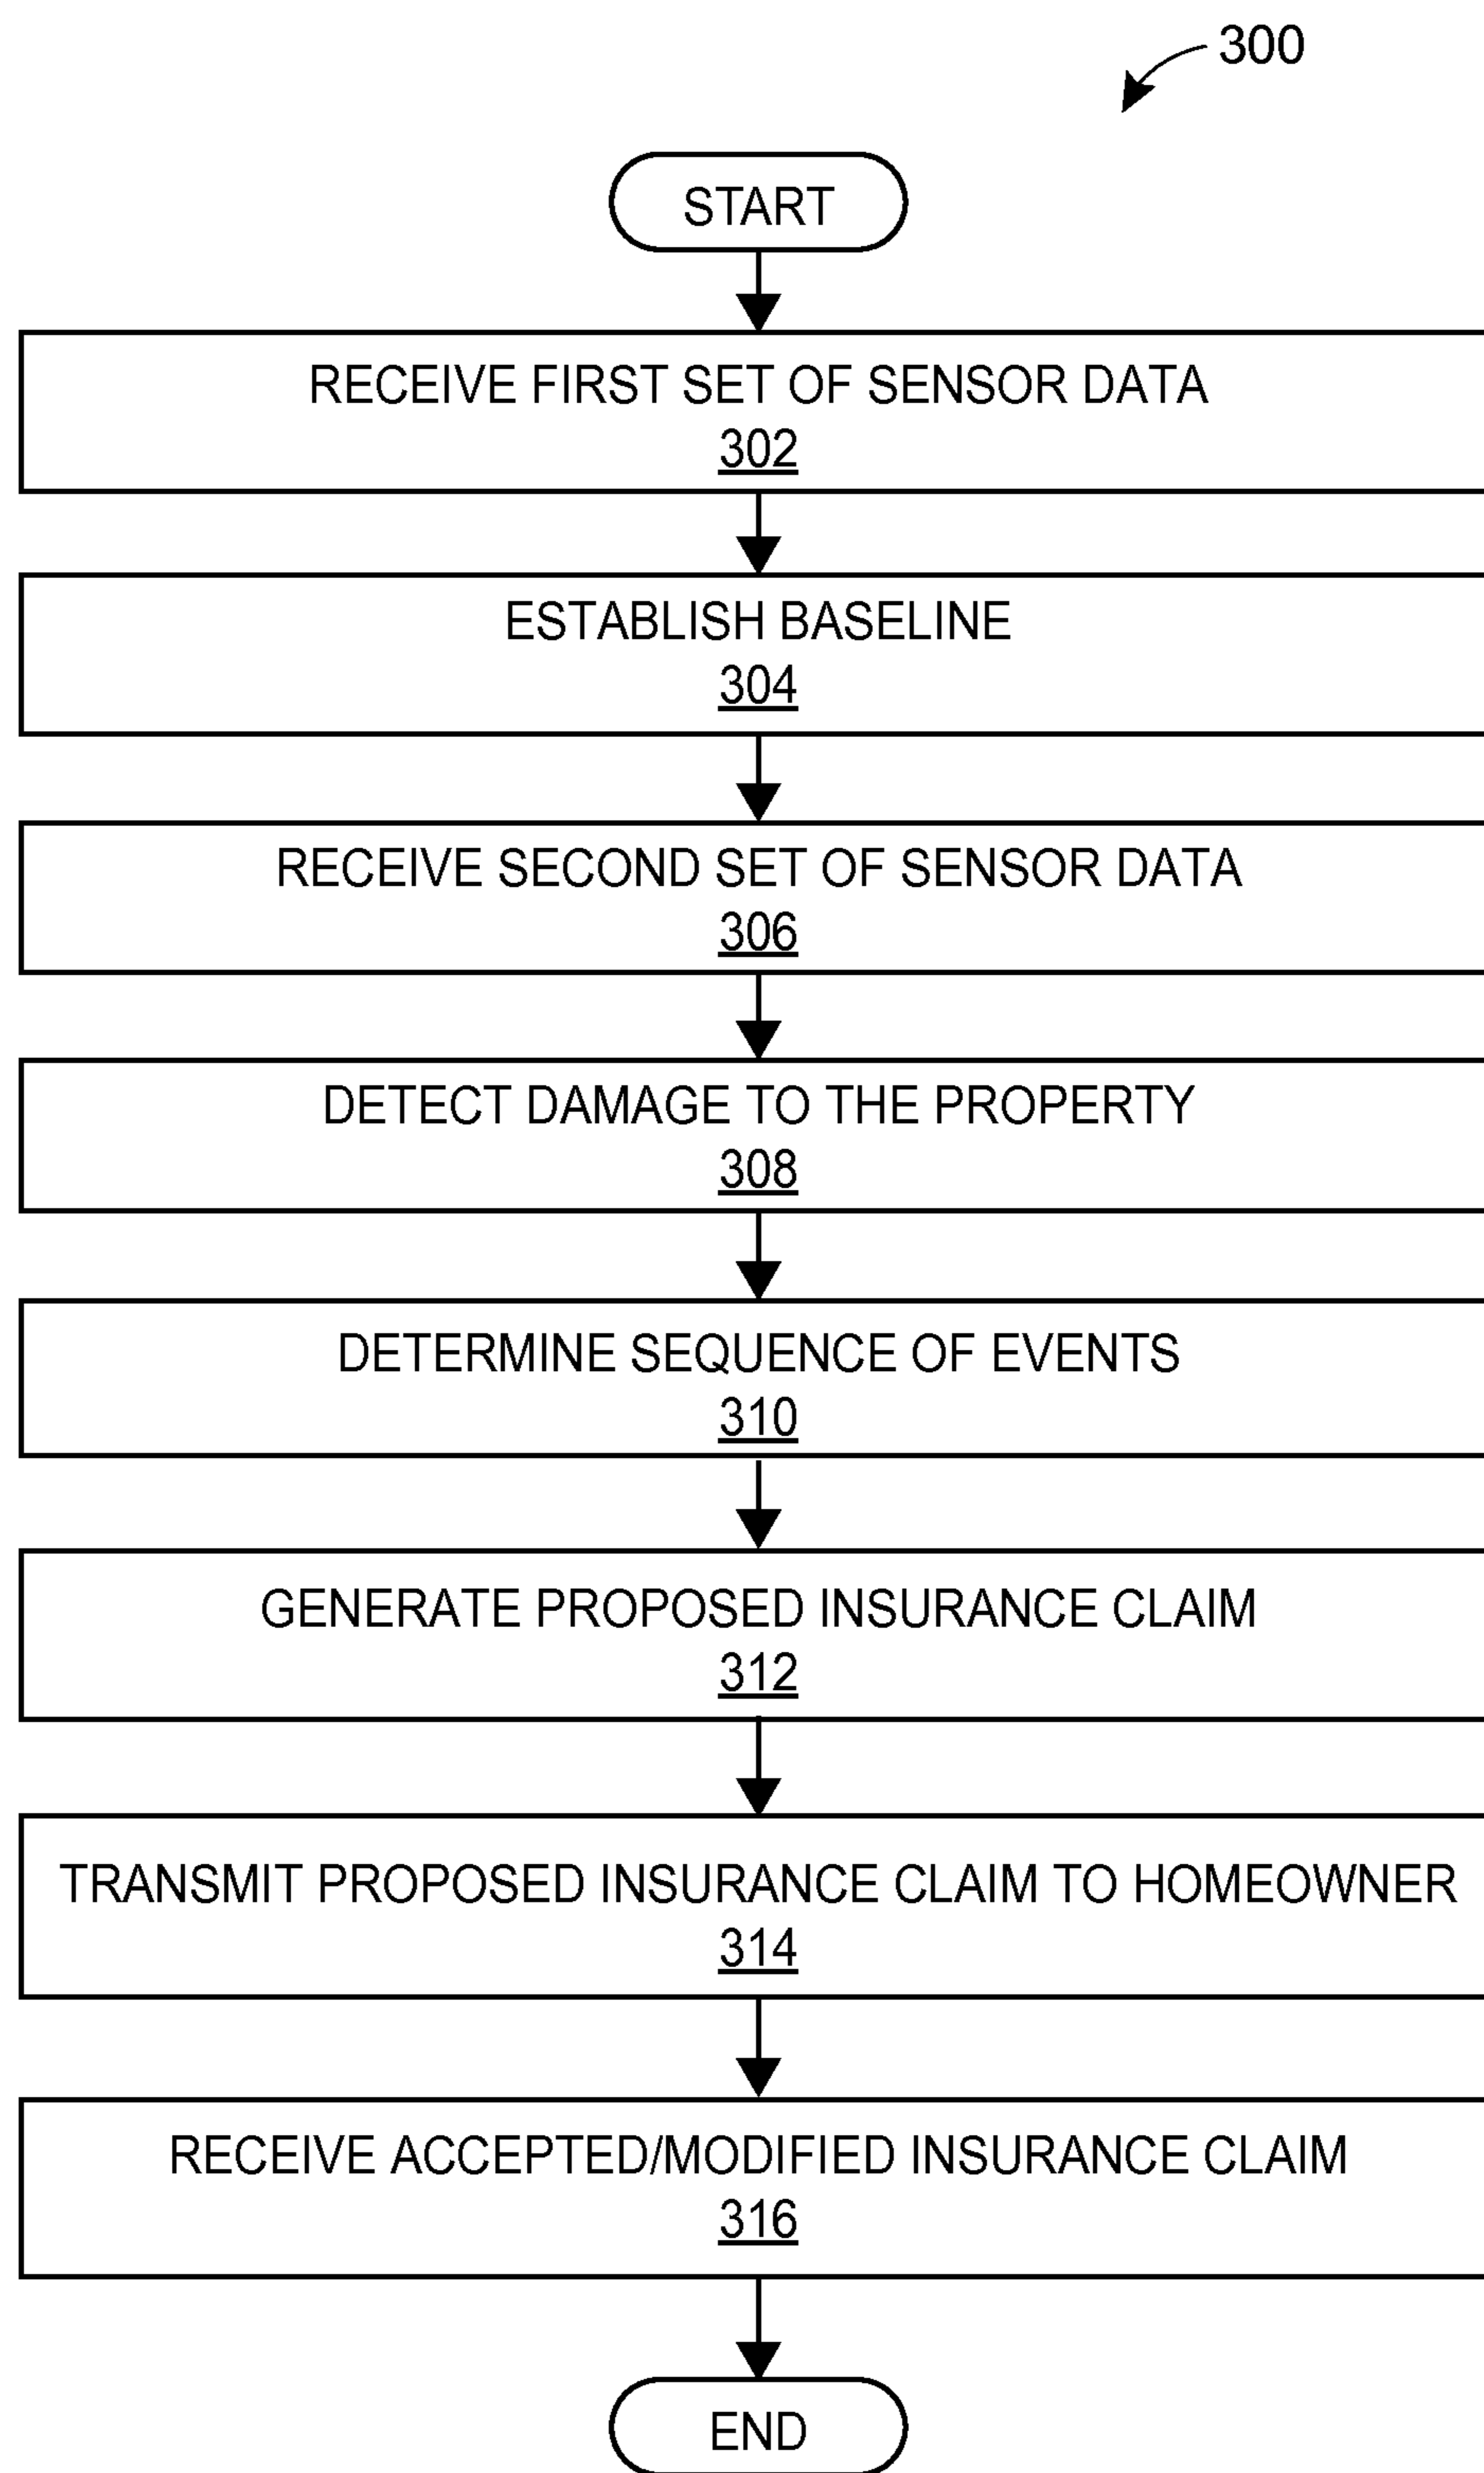 300
START
RECEIVE FIRST SET OF SENSOR DATA
302
ESTABLISH BASELINE
304
RECEIVE SECOND SET OF SENSOR DATA
306
DETECT DAMAGE TO THE PROPERTY
308
DETERMINE SEQUENCE OF EVENTS
310
GENERATE PROPOSED INSURANCE CLAIM
312
TRANSMIT PROPOSED INSURANCE CLAIM TO HOMEOWNER
314
RECEIVE ACCEPTED/MODIFIED INSURANCE CLAIM
316
END